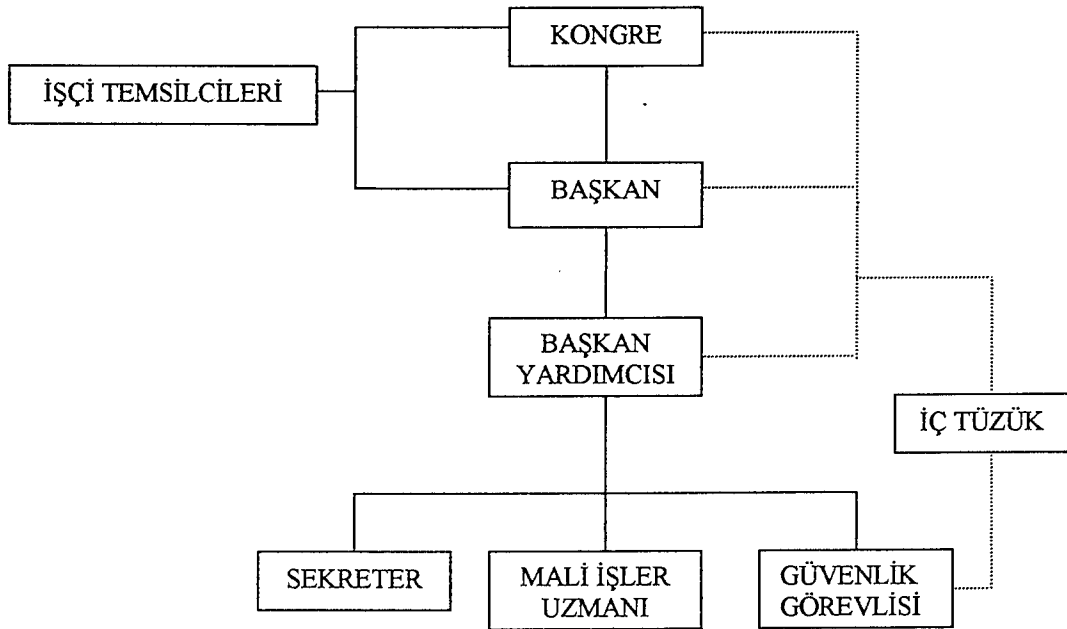 KONGRE
İŞÇİ TEMSİLCİLERİ
BAŞKAN
BAŞKAN
YARDIMCISI
İÇ TÜZÜK
SEKRETER
MALİ İŞLER
UZMANI
GÜVENLİK
GÖREVLİSİ